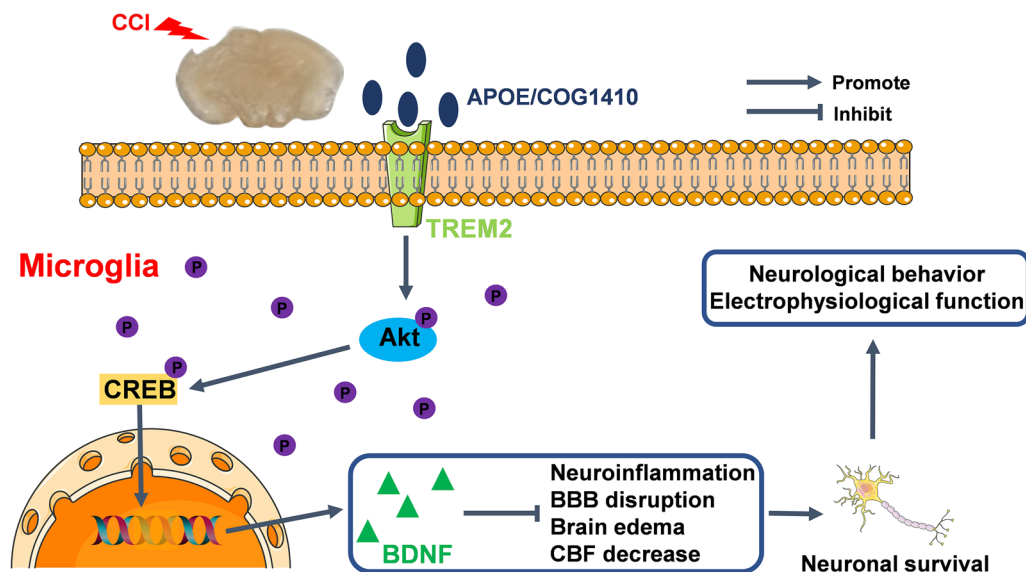 CCI
APOE/COG1410
Promote
Inhibit
TREM2
Microglia
P
P
P
P
P
Akt
P
CREB
P
P
P
Neurological behavior
Electrophysiological function
BDNF
Neuroinflammation
BBB disruption
Brain edema
CBF decrease
Neuronal survival